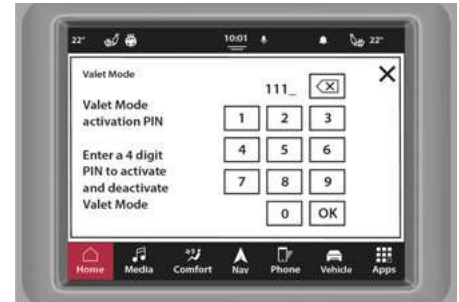 22° 10:01 22°
Valet Mode
111_
Valet Mode
activation PIN
1 2 3
Enter a 4 digit
PIN to activate
and deactivate
Valet Mode
4 5 6
7 8 9
0 OK
Home Media Comfort Nav Phone Vehicle Apps